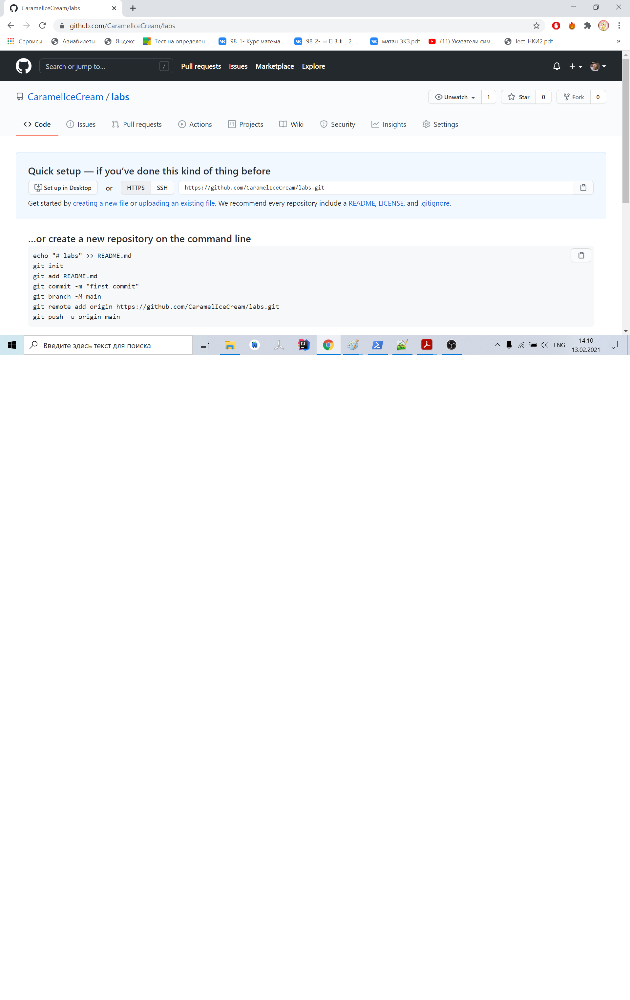 CaramelIceCream/labs
github.com/CaramelIceCream/labs
Сервисы Авиабилеты Яндекс Тест на определен... 98_1- Курс матема... 98_2- = 3 t _ 2_... матан ЭКЗ.pdf (11) Указатели сим... lect_НКИ2.pdf »
Search or jump to... / Pull requests Issues Marketplace Explore
CaramelIceCream / labs Unwatch 1 Star 0 Fork 0
Code Issues Pull requests Actions Projects Wiki Security Insights Settings
Quick setup — if you’ve done this kind of thing before
Set up in Desktop or HTTPS SSH https://github.com/CaramelIceCream/labs.git
Get started by creating a new file or uploading an existing file. We recommend every repository include a README, LICENSE, and .gitignore.
...or create a new repository on the command line
echo "# labs" >> README.md
git init
git add README.md
git commit -m "first commit"
git branch -M main
git remote add origin https://github.com/CaramelIceCream/labs.git
git push -u origin main
Введите здесь текст для поиска ENG 14:10
13.02.2021